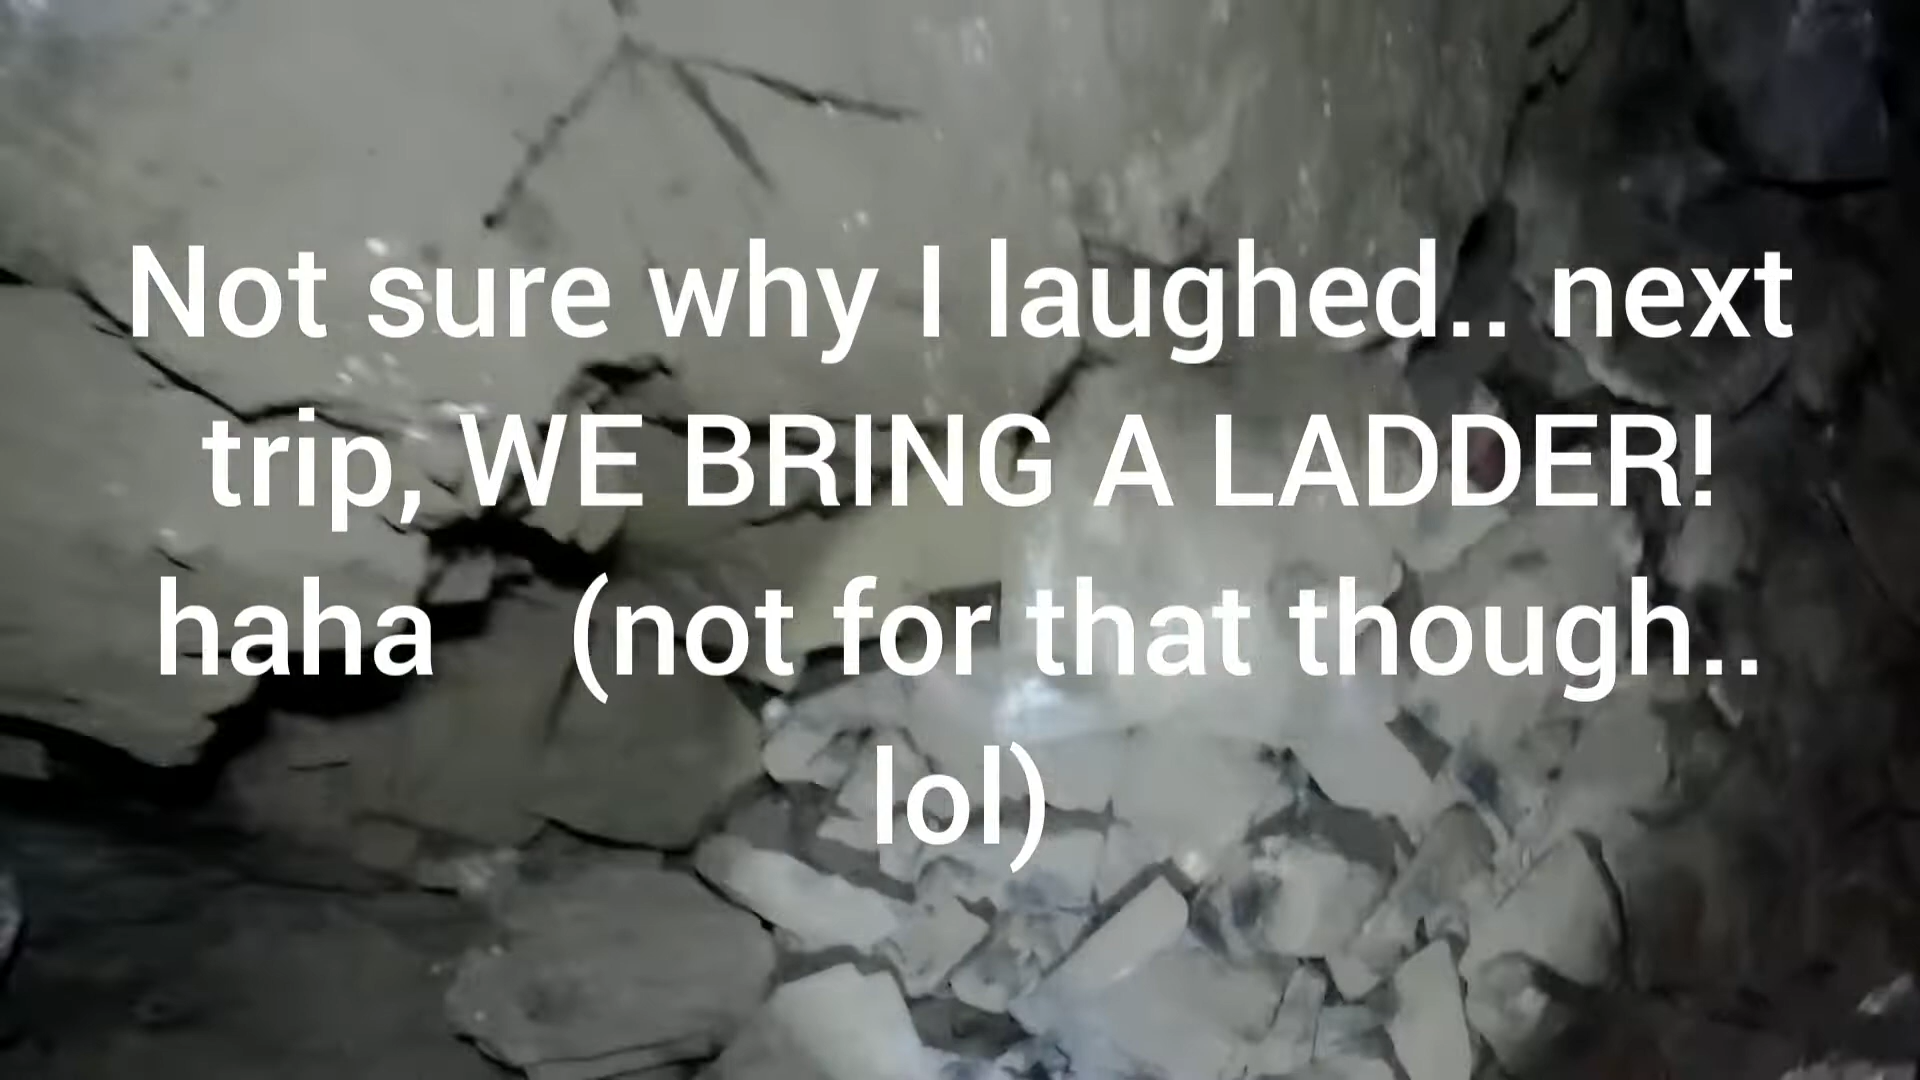 Not sure why I laughed.. next
trip, WE BRING A LADDER!
haha (not for that though..
lol)